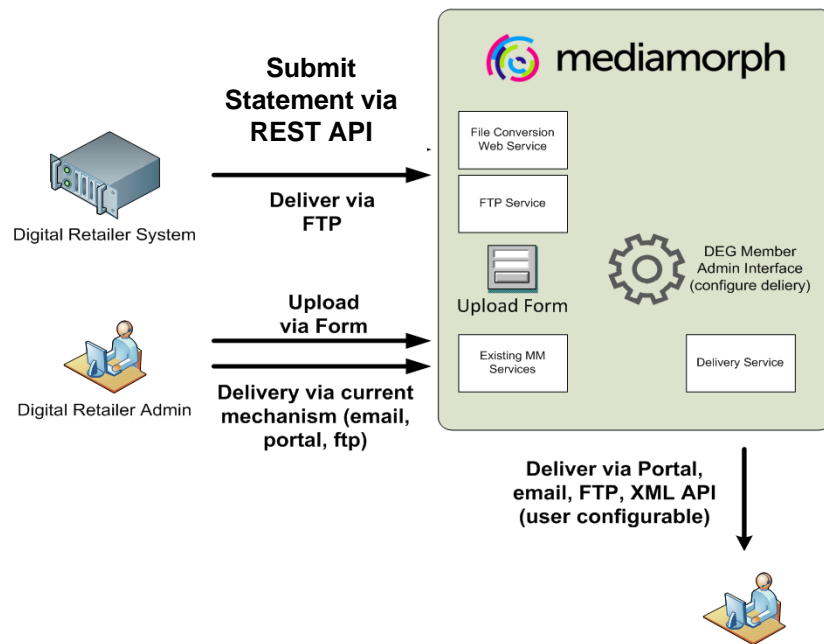 mediamorph
Submit
Statement via
REST API
File Conversion
Web Service
Deliver via
FTP
FTP Service
Digital Retailer System
Upload Form
DEG Member
Admin Interface
(configure deliery)
Upload
via Form
Existing MM
Services
Delivery Service
Delivery via current
mechanism (email,
portal, ftp)
Digital Retailer Admin
Deliver via Portal,
email, FTP, XML API
(user configurable)